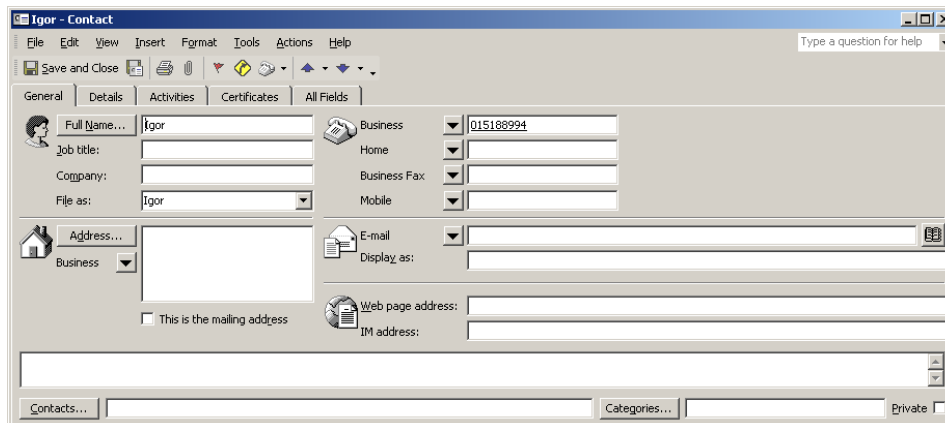 Igor - Contact
File Edit View Insert Format Tools Actions Help Type a question for help
Save and Close
General Details Activities Certificates All Fields
Full Name... Igor Business 015188994
Job title: Home
Company: Business Fax
File as: Igor Mobile
Address... E-mail
Business Display as:
Web page address:
This is the mailing address
IM address:
Contacts... Categories... Private